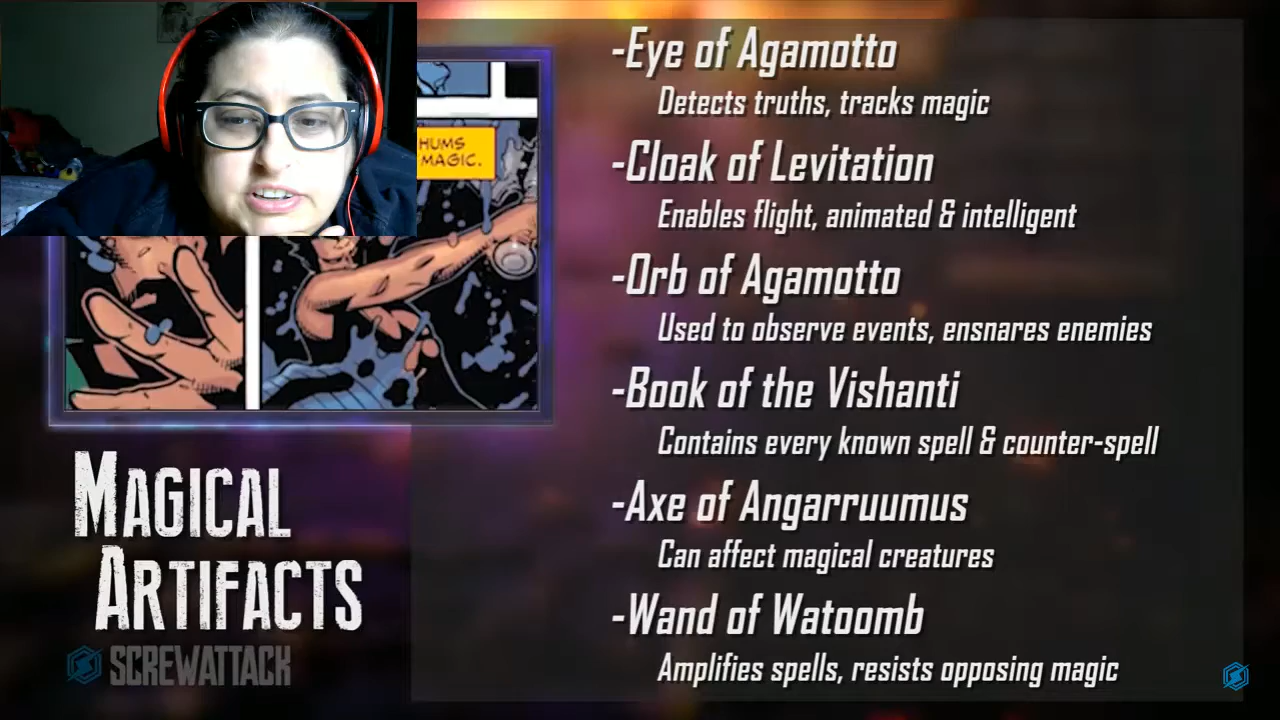 HUMS
MAGIC.
-Eye of Agamotto
Detects truths, tracks magic
-Cloak of Levitation
Enables flight, animated & intelligent
-Orb of Agamotto
Used to observe events, ensnares enemies
-Book of the Vishanti
Contains every known spell & counter-spell
-Axe of Angarruumus
Can affect magical creatures
-Wand of Watoomb
Amplifies spells, resists opposing magic
MAGICAL
ARTIFACTS
SCREWATTACK